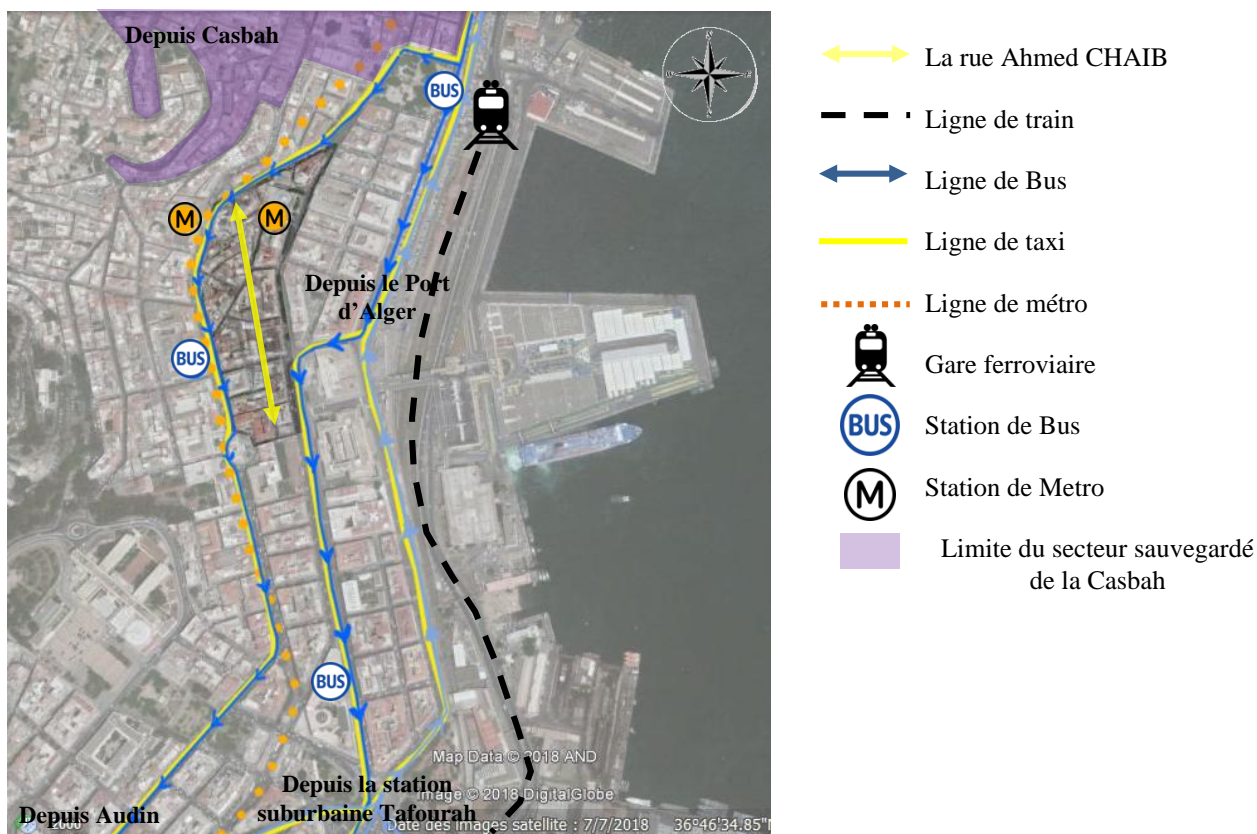 Depuis Casbah
BUS
M
M
Depuis le Port
d’Alger
BUS
BUS
Map Data © 2018 AND
Depuis la station
suburbaine Tafourah
Image © 2018 DigitalGlobe
Depuis Audin
2000
Date des images satellite : 7/7/2018 36°46'34.85"N
La rue Ahmed CHAIB
Ligne de train
Ligne de Bus
Ligne de taxi
Ligne de métro
Gare ferroviaire
BUS
Station de Bus
M
Station de Metro
Limite du secteur sauvegardé
de la Casbah